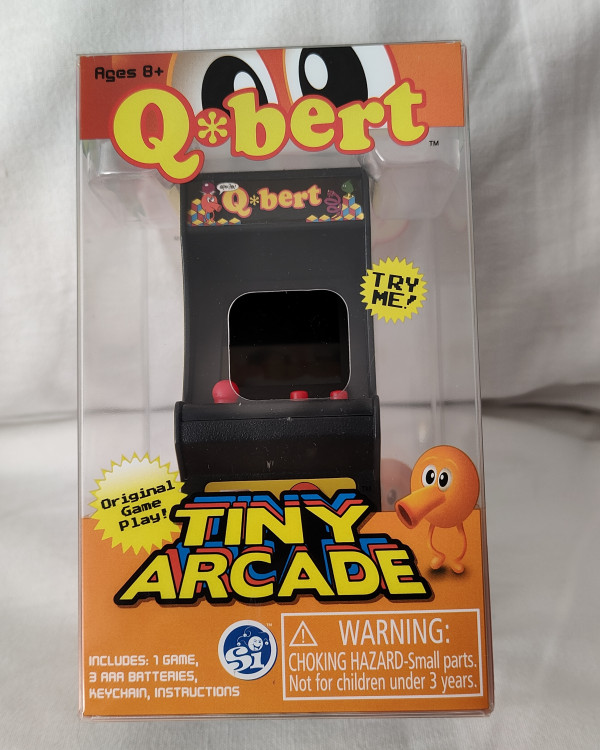 Ages 8+
Q*bert
™
Q*bert
TRY
ME!
Original
Game
Play!
TINY
ARCADE
Si
™
INCLUDES: 1 GAME,
3 AAA BATTERIES,
KEYCHAIN, INSTRUCTIONS
WARNING:
CHOKING HAZARD-Small parts.
Not for children under 3 years.